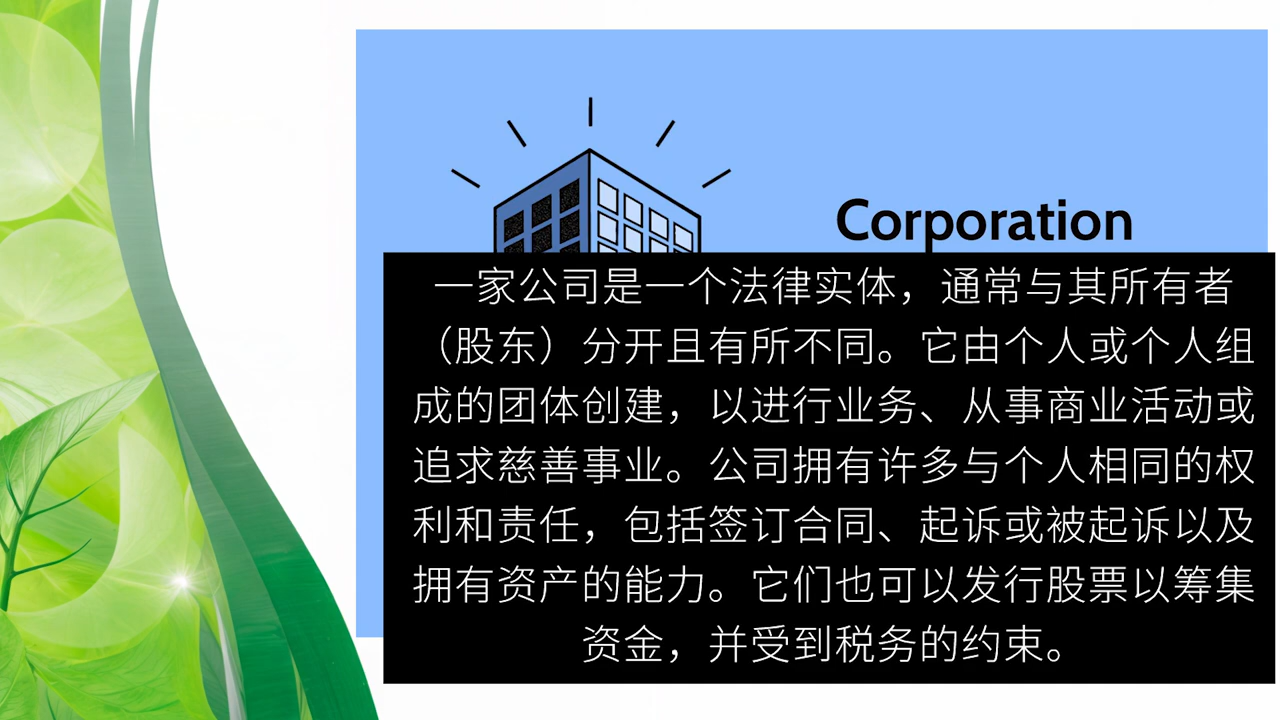 Corporation
一家公司是一个法律实体，通常与其所有者
（股东）分开且有所不同。它由个人或个人组
成的团体创建，以进行业务、从事商业活动或
追求慈善事业。公司拥有许多与个人相同的权
利和责任，包括签订合同、起诉或被起诉以及
拥有资产的能力。它们也可以发行股票以筹集
资金，并受到税务的约束。